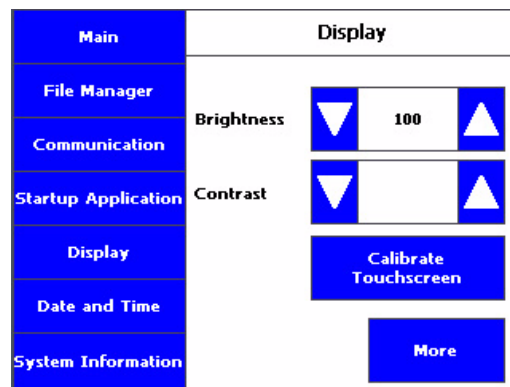 Main
File Manager
Communication
Startup Application
Display
Date and Time
System Information
Display
Brightness
100
Contrast
Calibrate
Touchscreen
More